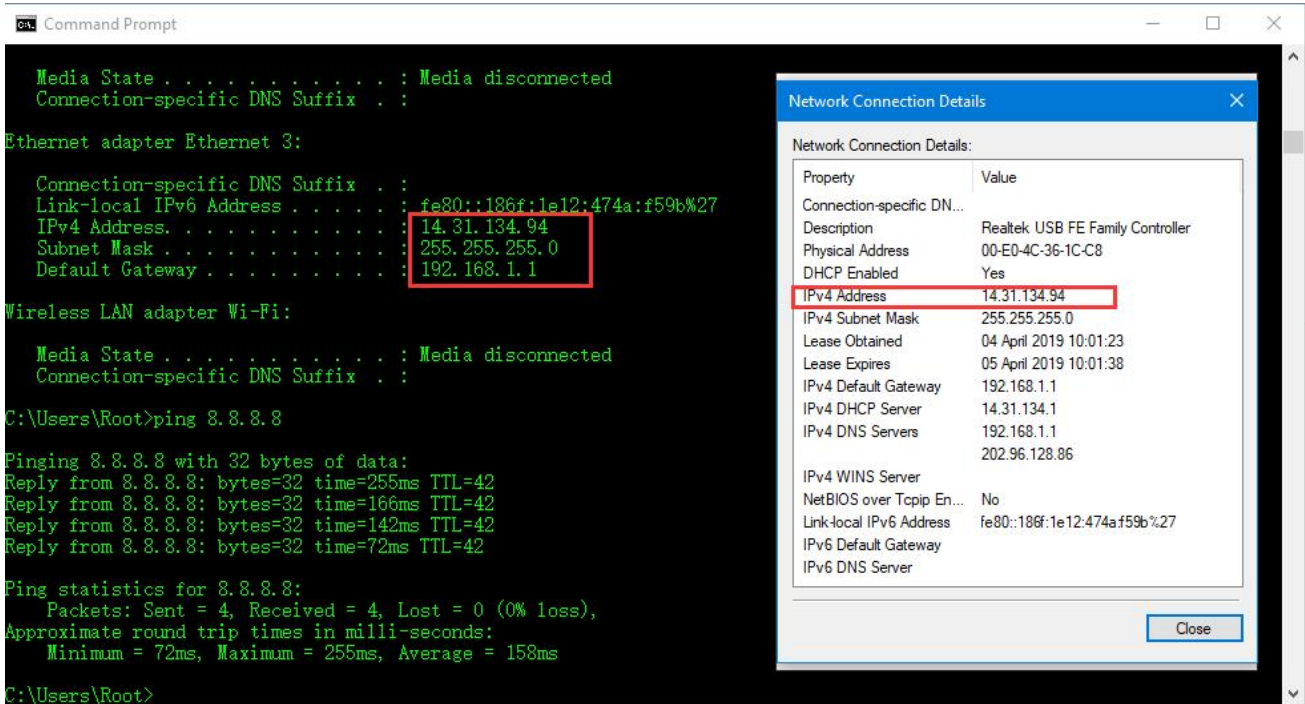 Command Prompt
Media State . . . . . . . . . . . : Media disconnected
Connection-specific DNS Suffix  . :
Ethernet adapter Ethernet 3:
Connection-specific DNS Suffix  . :
Link-local IPv6 Address . . . . . : fe80::186f:1e12:474a:f59b%27
IPv4 Address. . . . . . . . . . . : 14.31.134.94
Subnet Mask . . . . . . . . . . . : 255.255.255.0
Default Gateway . . . . . . . . . : 192.168.1.1
Wireless LAN adapter Wi-Fi:
Media State . . . . . . . . . . . : Media disconnected
Connection-specific DNS Suffix  . :
C:\Users\Root>ping 8.8.8.8
Pinging 8.8.8.8 with 32 bytes of data:
Reply from 8.8.8.8: bytes=32 time=255ms TTL=42
Reply from 8.8.8.8: bytes=32 time=166ms TTL=42
Reply from 8.8.8.8: bytes=32 time=142ms TTL=42
Reply from 8.8.8.8: bytes=32 time=72ms TTL=42
Ping statistics for 8.8.8.8:
Packets: Sent = 4, Received = 4, Lost = 0 (0% loss),
Approximate round trip times in milli-seconds:
Minimum = 72ms, Maximum = 255ms, Average = 158ms
C:\Users\Root>
Network Connection Details
Network Connection Details:
Property Value
Connection-specific DN...
Description Realtek USB FE Family Controller
Physical Address 00-E0-4C-36-1C-C8
DHCP Enabled Yes
IPv4 Address 14.31.134.94
IPv4 Subnet Mask 255.255.255.0
Lease Obtained 04 April 2019 10:01:23
Lease Expires 05 April 2019 10:01:38
IPv4 Default Gateway 192.168.1.1
IPv4 DHCP Server 14.31.134.1
IPv4 DNS Servers 192.168.1.1
202.96.128.86
IPv4 WINS Server
NetBIOS over Tcpip En... No
Link-local IPv6 Address fe80::186f:1e12:474a:f59b%27
IPv6 Default Gateway
IPv6 DNS Server
Close